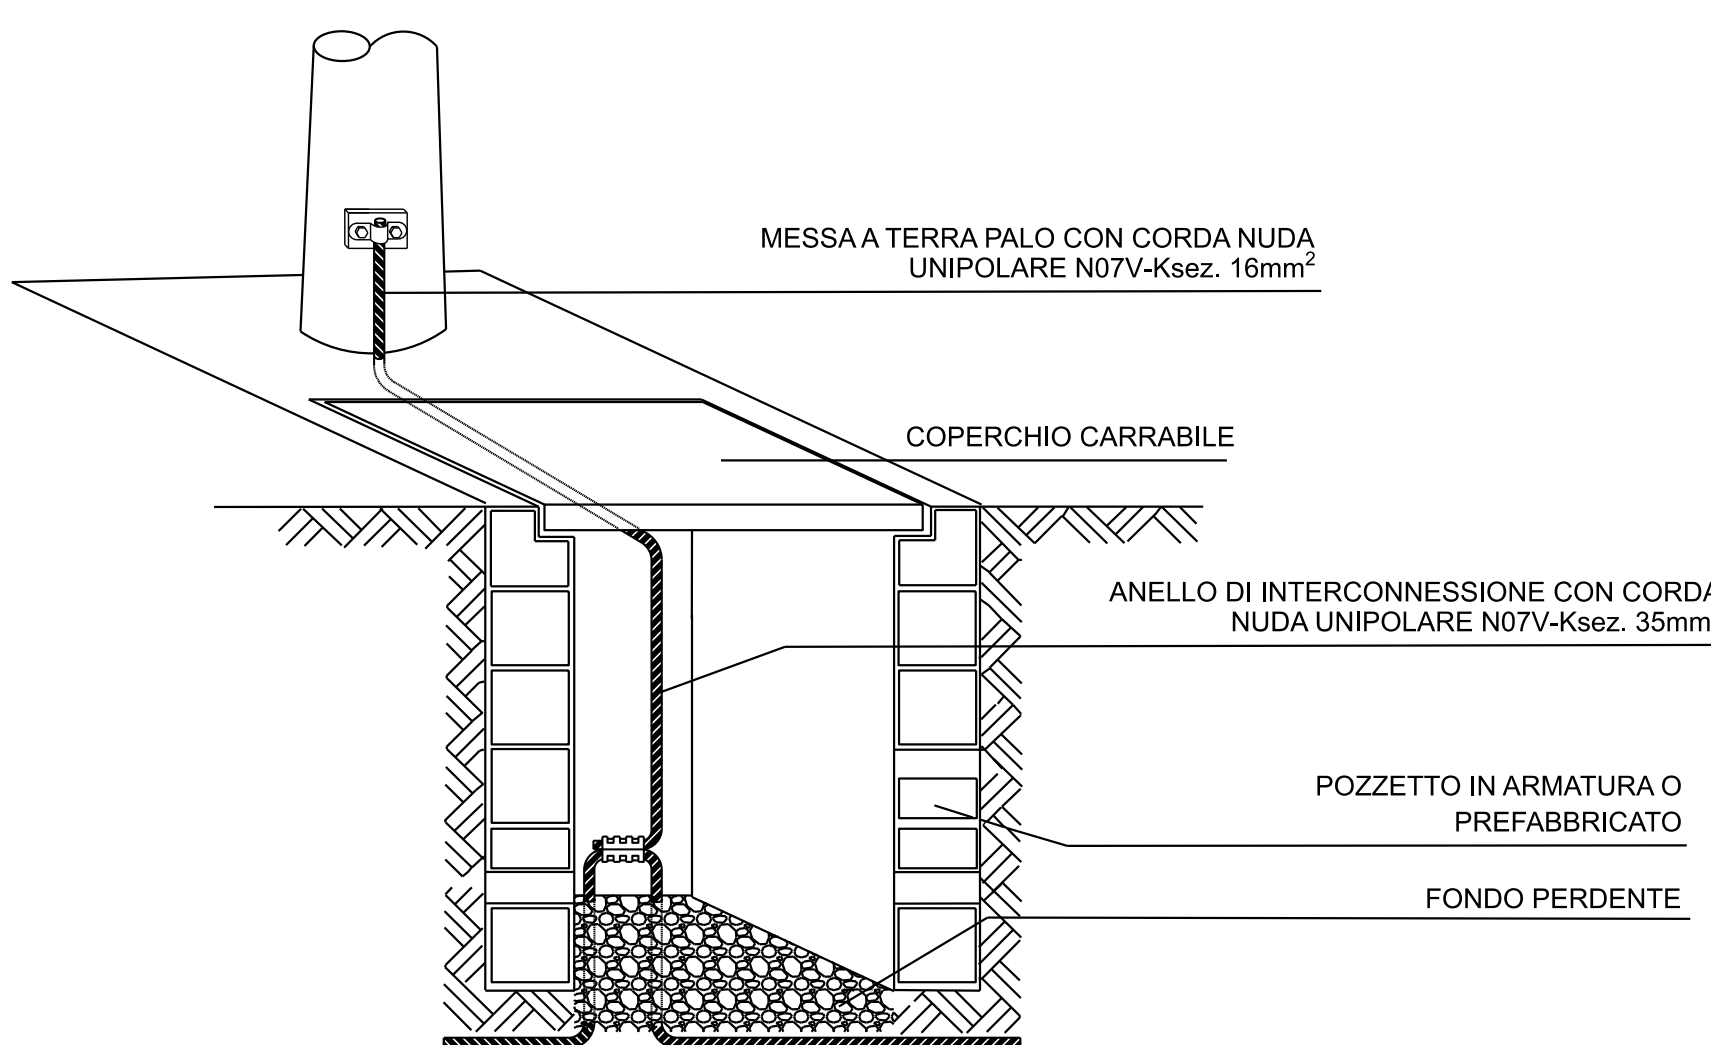 MESSA A TERRA PALO CON CORDA NUDA
UNIPOLARE N07V-Ksez. 16mm²
COPERCHIO CARRABILE
ANELLO DI INTERCONNESSIONE CON CORDA
NUDA UNIPOLARE N07V-Ksez. 35mm
POZZETTO IN ARMATURA O
PREFABBRICATO
FONDO PERDENTE